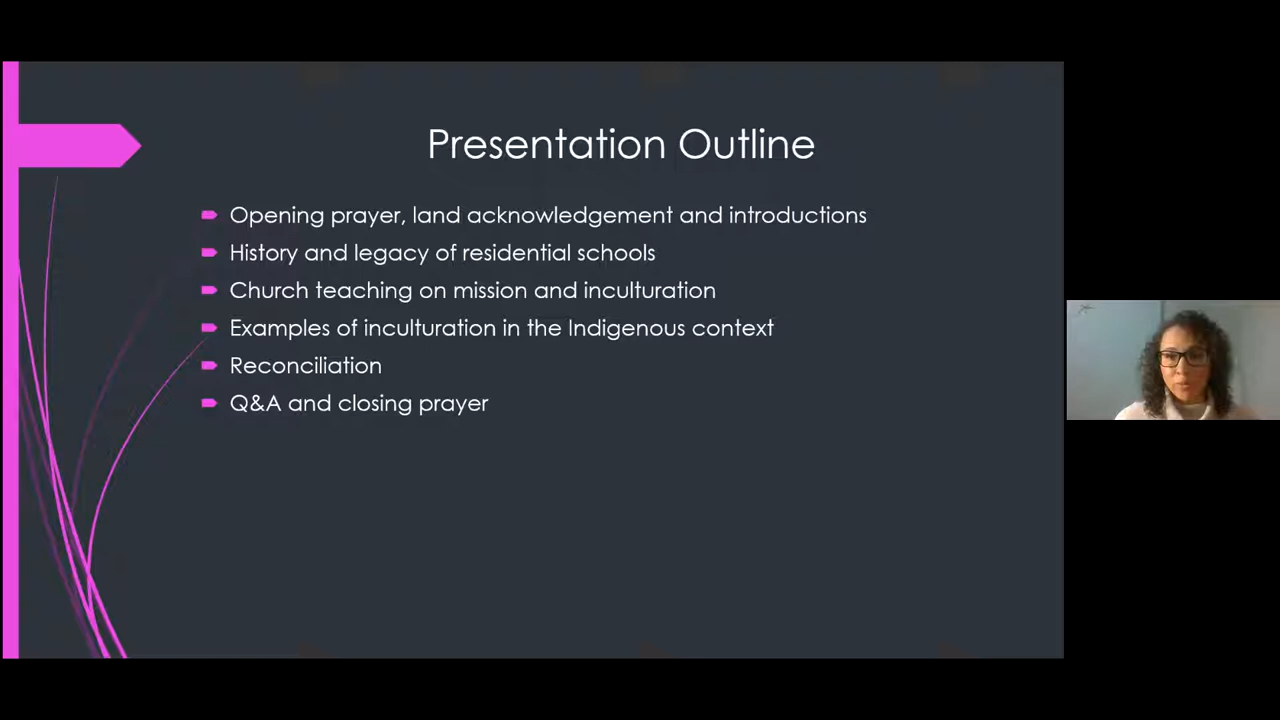 Presentation Outline
Opening prayer, land acknowledgement and introductions
History and legacy of residential schools
Church teaching on mission and inculturation
Examples of inculturation in the Indigenous context
Reconciliation
Q&A and closing prayer